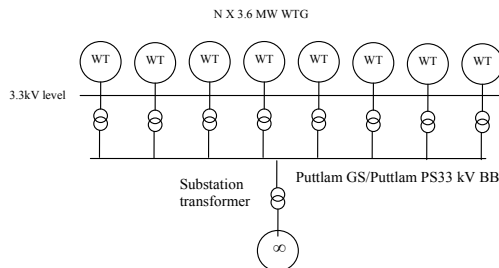 N X 3.6 MW WTG
WT WT WT WT WT WT WT WT
3.3kV level
Puttlam GS/Puttlam PS33 kV BB
Substation
transformer
∞